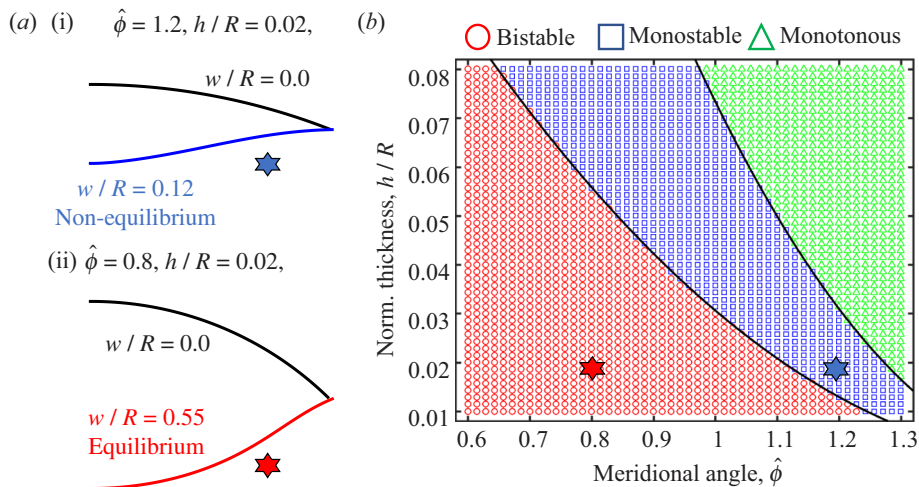 (a) (i)
ϕ̂ = 1.2, h / R = 0.02,
w / R = 0.0
w / R = 0.12
Non-equilibrium
(ii) ϕ̂ = 0.8, h / R = 0.02,
w / R = 0.0
w / R = 0.55
Equilibrium
(b)
Bistable Monostable Monotonous
Norm. thickness, h / R
0.08
0.07
0.06
0.05
0.04
0.03
0.02
0.01
0.6 0.7 0.8 0.9 1 1.1 1.2 1.3
Meridional angle, ϕ̂